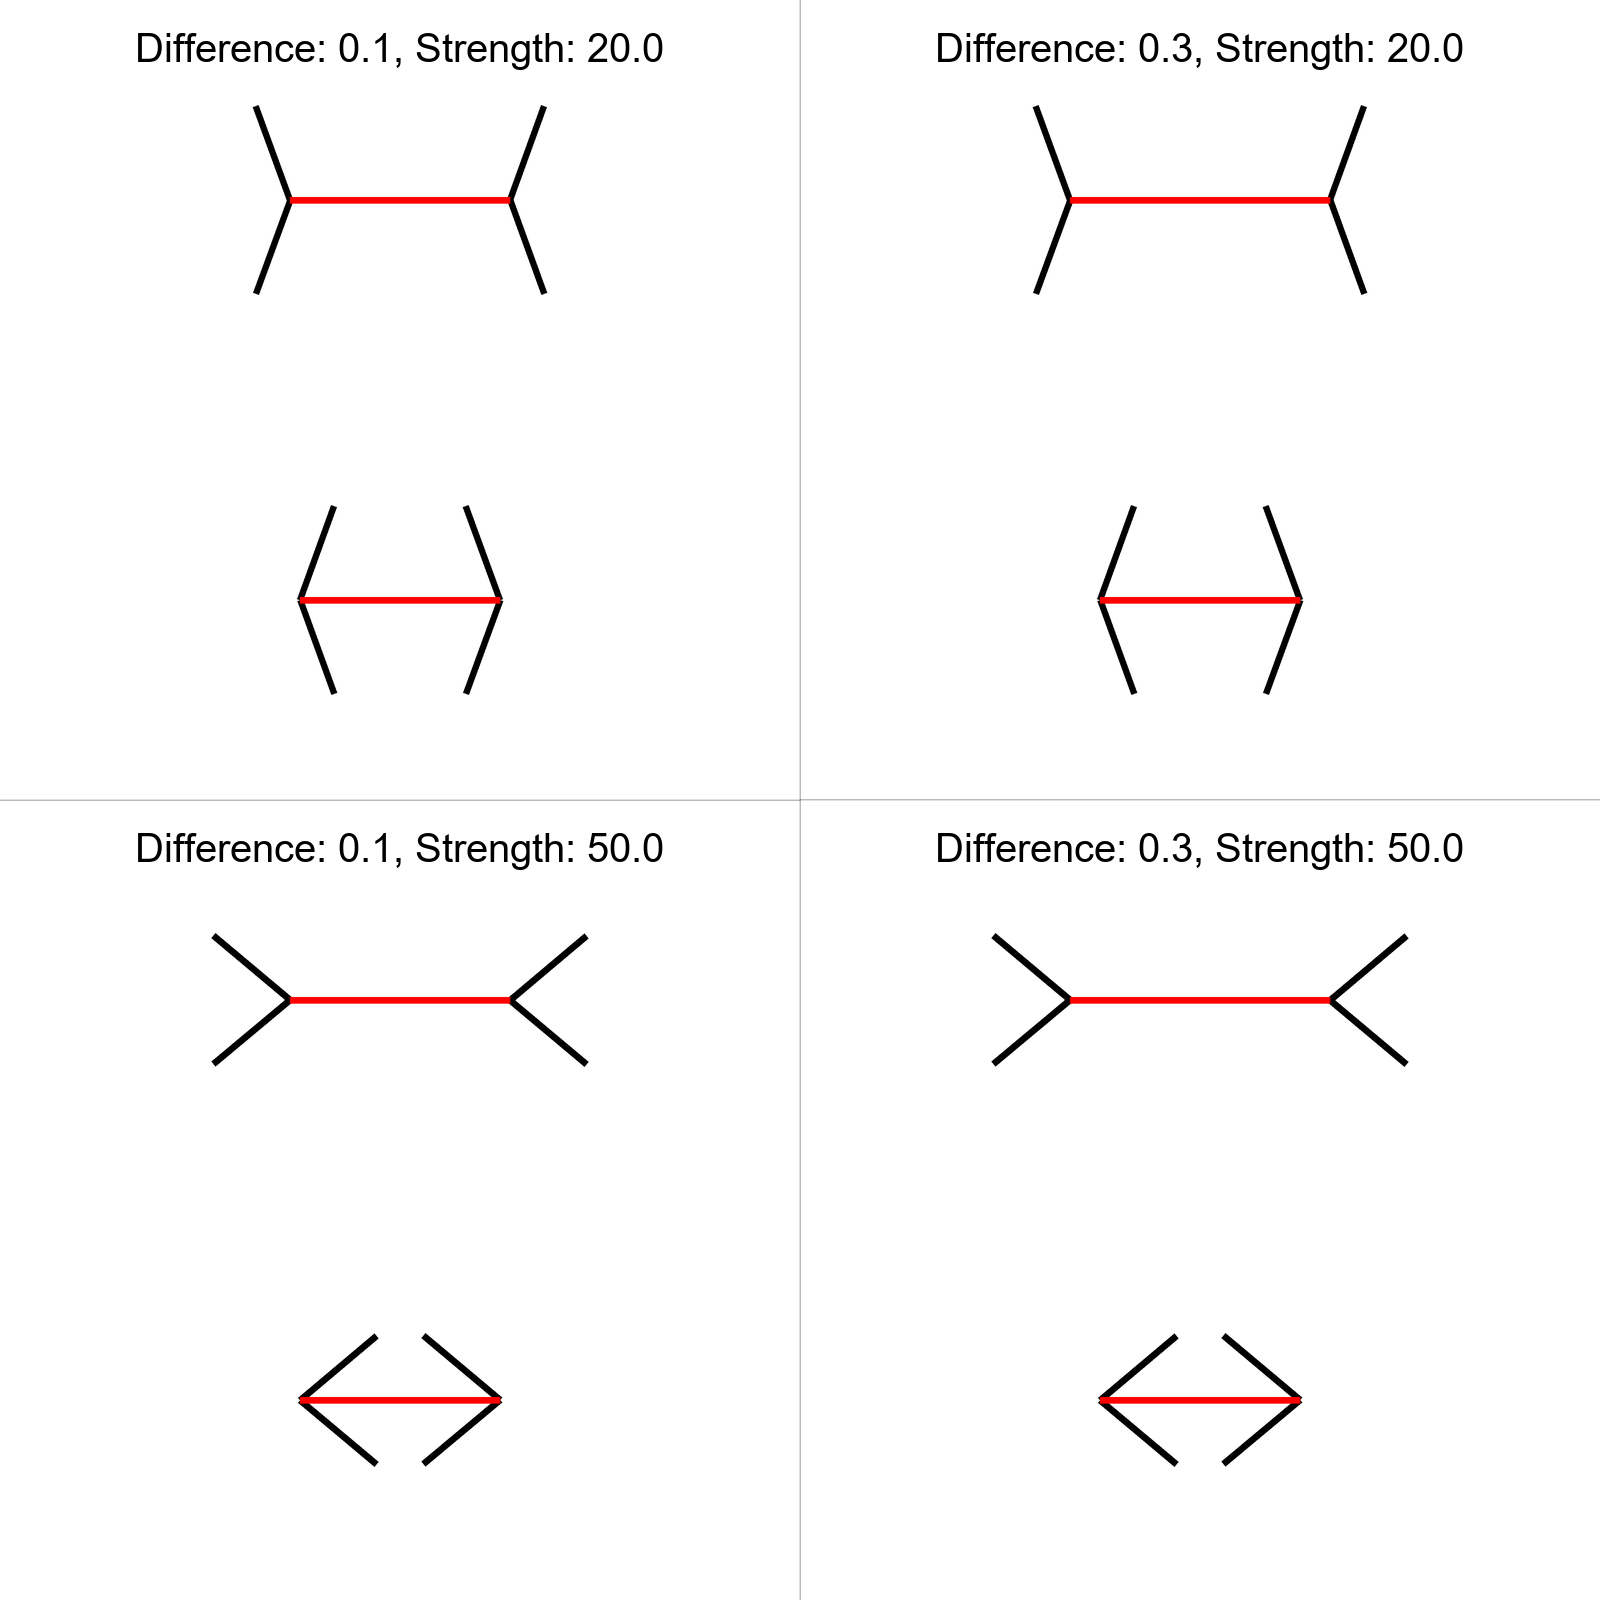 Difference: 0.1, Strength: 20.0
Difference: 0.3, Strength: 20.0
Difference: 0.1, Strength: 50.0
Difference: 0.3, Strength: 50.0